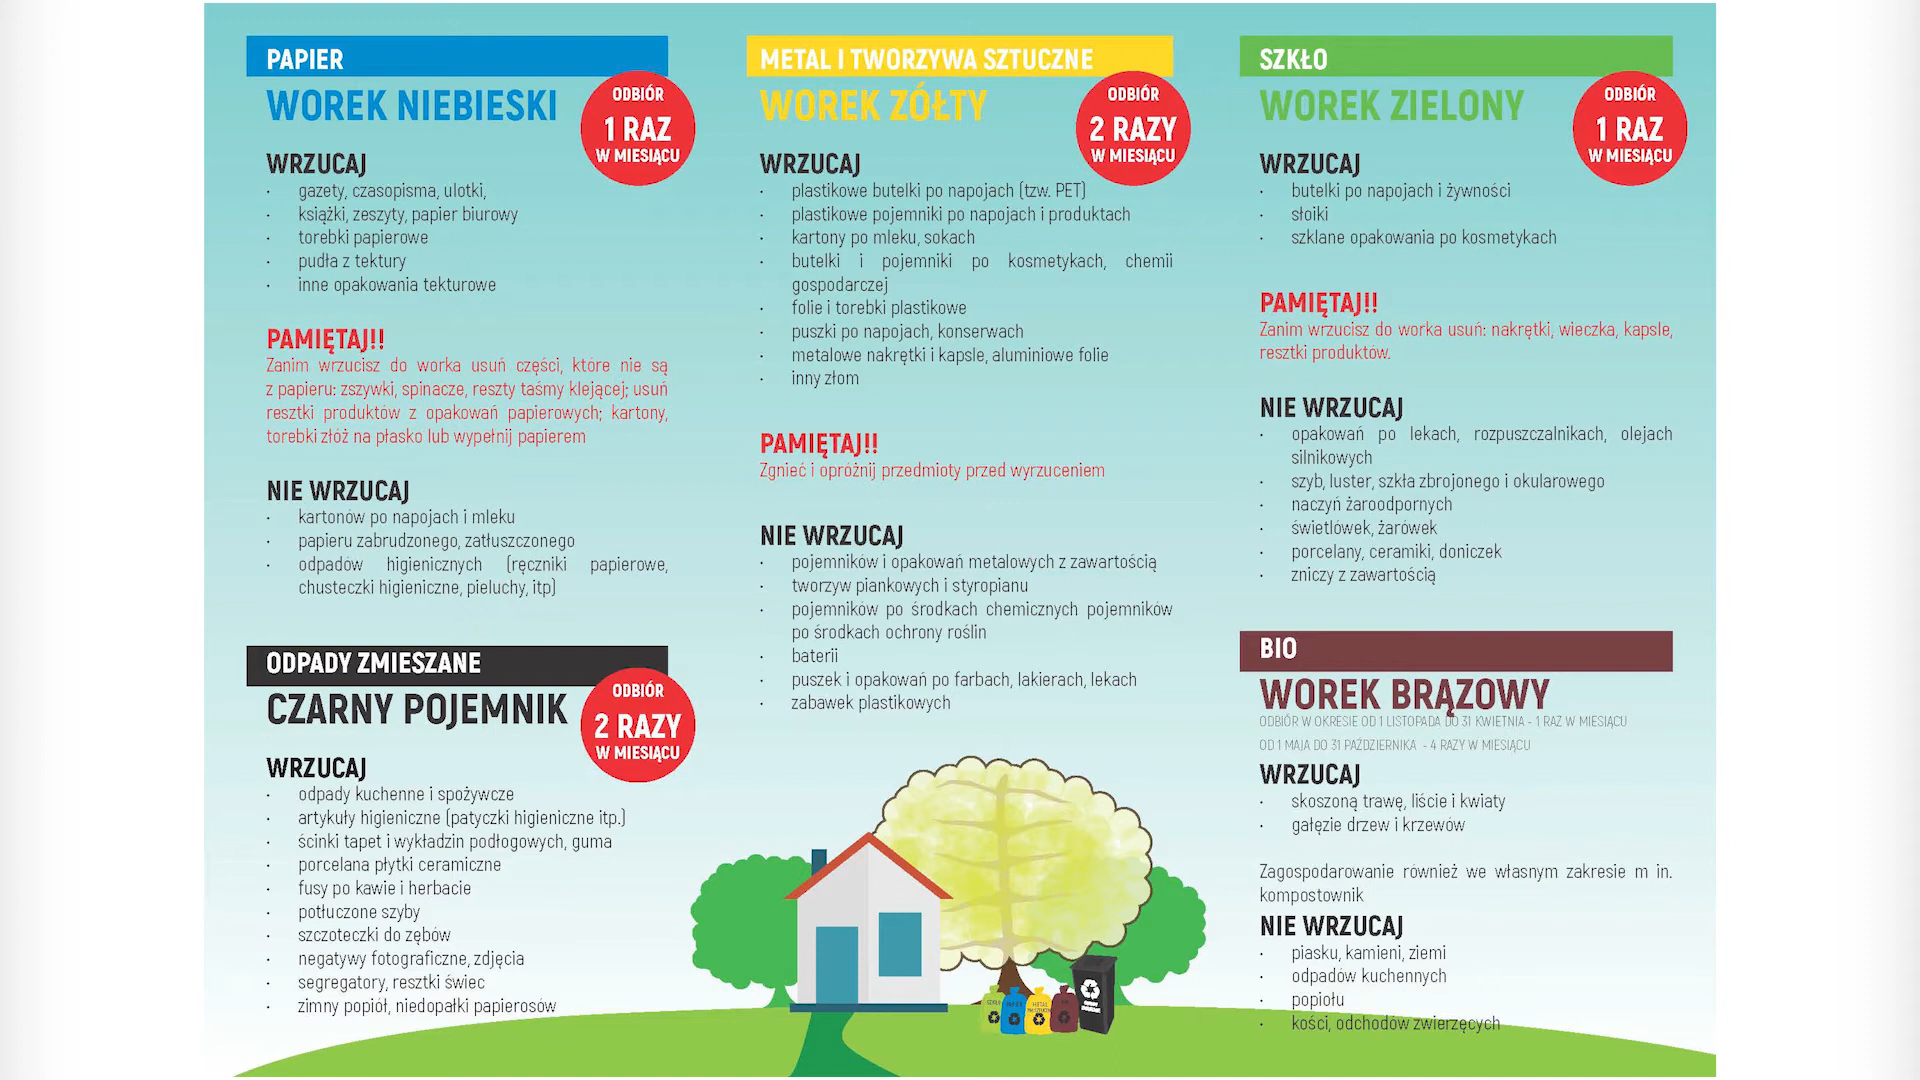 PAPIER
WOREK NIEBIESKI
ODBIÓR
1 RAZ
W MIESIĄCU
WRZUCAJ
· gazety, czasopisma, ulotki,
· książki, zeszyty, papier biurowy
· torebki papierowe
· pudła z tektury
· inne opakowania tekturowe
PAMIĘTAJ!!
Zanim wrzucisz do worka usuń części, które nie są
z papieru: zszywki, spinacze, reszty taśmy klejącej; usuń
resztki produktów z opakowań papierowych; kartony,
torebki złóż na płasko lub wypełnij papierem
NIE WRZUCAJ
· kartonów po napojach i mleku
· papieru zabrudzonego, zatłuszczonego
· odpadów higienicznych (ręczniki papierowe,
chusteczki higieniczne, pieluchy, itp)
ODPADY ZMIESZANE
CZARNY POJEMNIK
ODBIÓR
2 RAZY
W MIESIĄCU
WRZUCAJ
· odpady kuchenne i spożywcze
· artykuły higieniczne (patyczki higieniczne itp.)
· ścinki tapet i wykładzin podłogowych, guma
· porcelana płytki ceramiczne
· fusy po kawie i herbacie
· potłuczone szyby
· szczoteczki do zębów
· negatywy fotograficzne, zdjęcia
· segregatory, resztki świec
· zimny popiół, niedopałki papierosów
METAL I TWORZYWA SZTUCZNE
WOREK ZÓŁTY
ODBIÓR
2 RAZY
W MIESIĄCU
WRZUCAJ
· plastikowe butelki po napojach (tzw. PET)
· plastikowe pojemniki po napojach i produktach
· kartony po mleku, sokach
· butelki i pojemniki po kosmetykach, chemii
gospodarczej
· folie i torebki plastikowe
· puszki po napojach, konserwach
· metalowe nakrętki i kapsle, aluminiowe folie
· inny złom
PAMIĘTAJ!!
Zgnieć i opróżnij przedmioty przed wyrzuceniem
NIE WRZUCAJ
· pojemników i opakowań metalowych z zawartością
· tworzyw piankowych i styropianu
· pojemników po środkach chemicznych pojemników
po środkach ochrony roślin
· baterii
· puszek i opakowań po farbach, lakierach, lekach
· zabawek plastikowych
SZKŁO
WOREK ZIELONY
ODBIÓR
1 RAZ
W MIESIĄCU
WRZUCAJ
· butelki po napojach i żywności
· słoiki
· szklane opakowania po kosmetykach
PAMIĘTAJ!!
Zanim wrzucisz do worka usuń: nakrętki, wieczka, kapsle,
resztki produktów.
NIE WRZUCAJ
· opakowań po lekach, rozpuszczalnikach, olejach
silnikowych
· szyb, luster, szkła zbrojonego i okularowego
· naczyń żaroodpornych
· świetlówek, żarówek
· porcelany, ceramiki, doniczek
· zniczy z zawartością
BIO
WOREK BRĄZOWY
ODBIÓR W OKRESIE OD 1 LISTOPADA DO 31 KWIETNIA - 1 RAZ W MIESIĄCU
OD 1 MAJA DO 31 PAŹDZIERNIKA - 4 RAZY W MIESIĄCU
WRZUCAJ
· skoszoną trawę, liście i kwiaty
· gałęzie drzew i krzewów
Zagospodarowanie również we własnym zakresie m in.
kompostownik
NIE WRZUCAJ
· piasku, kamieni, ziemi
· odpadów kuchennych
· popiołu
· kości, odchodów zwierzęcych